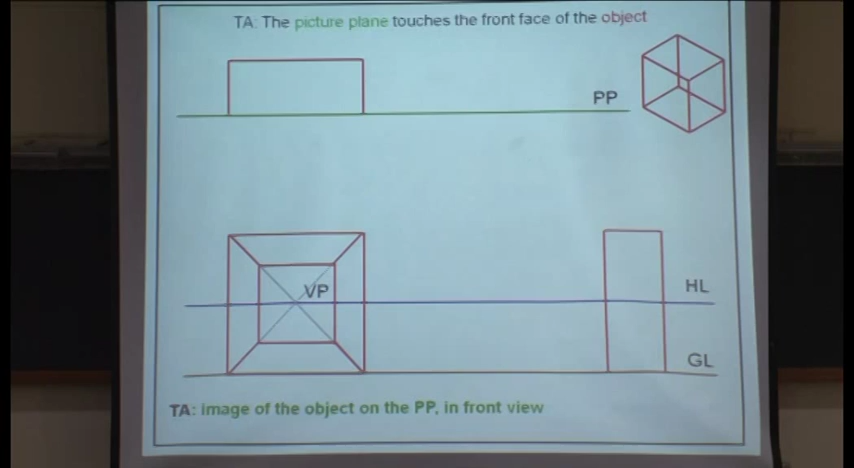 TA: The picture plane touches the front face of the object
PP
VP
HL
GL
TA: image of the object on the PP, in front view